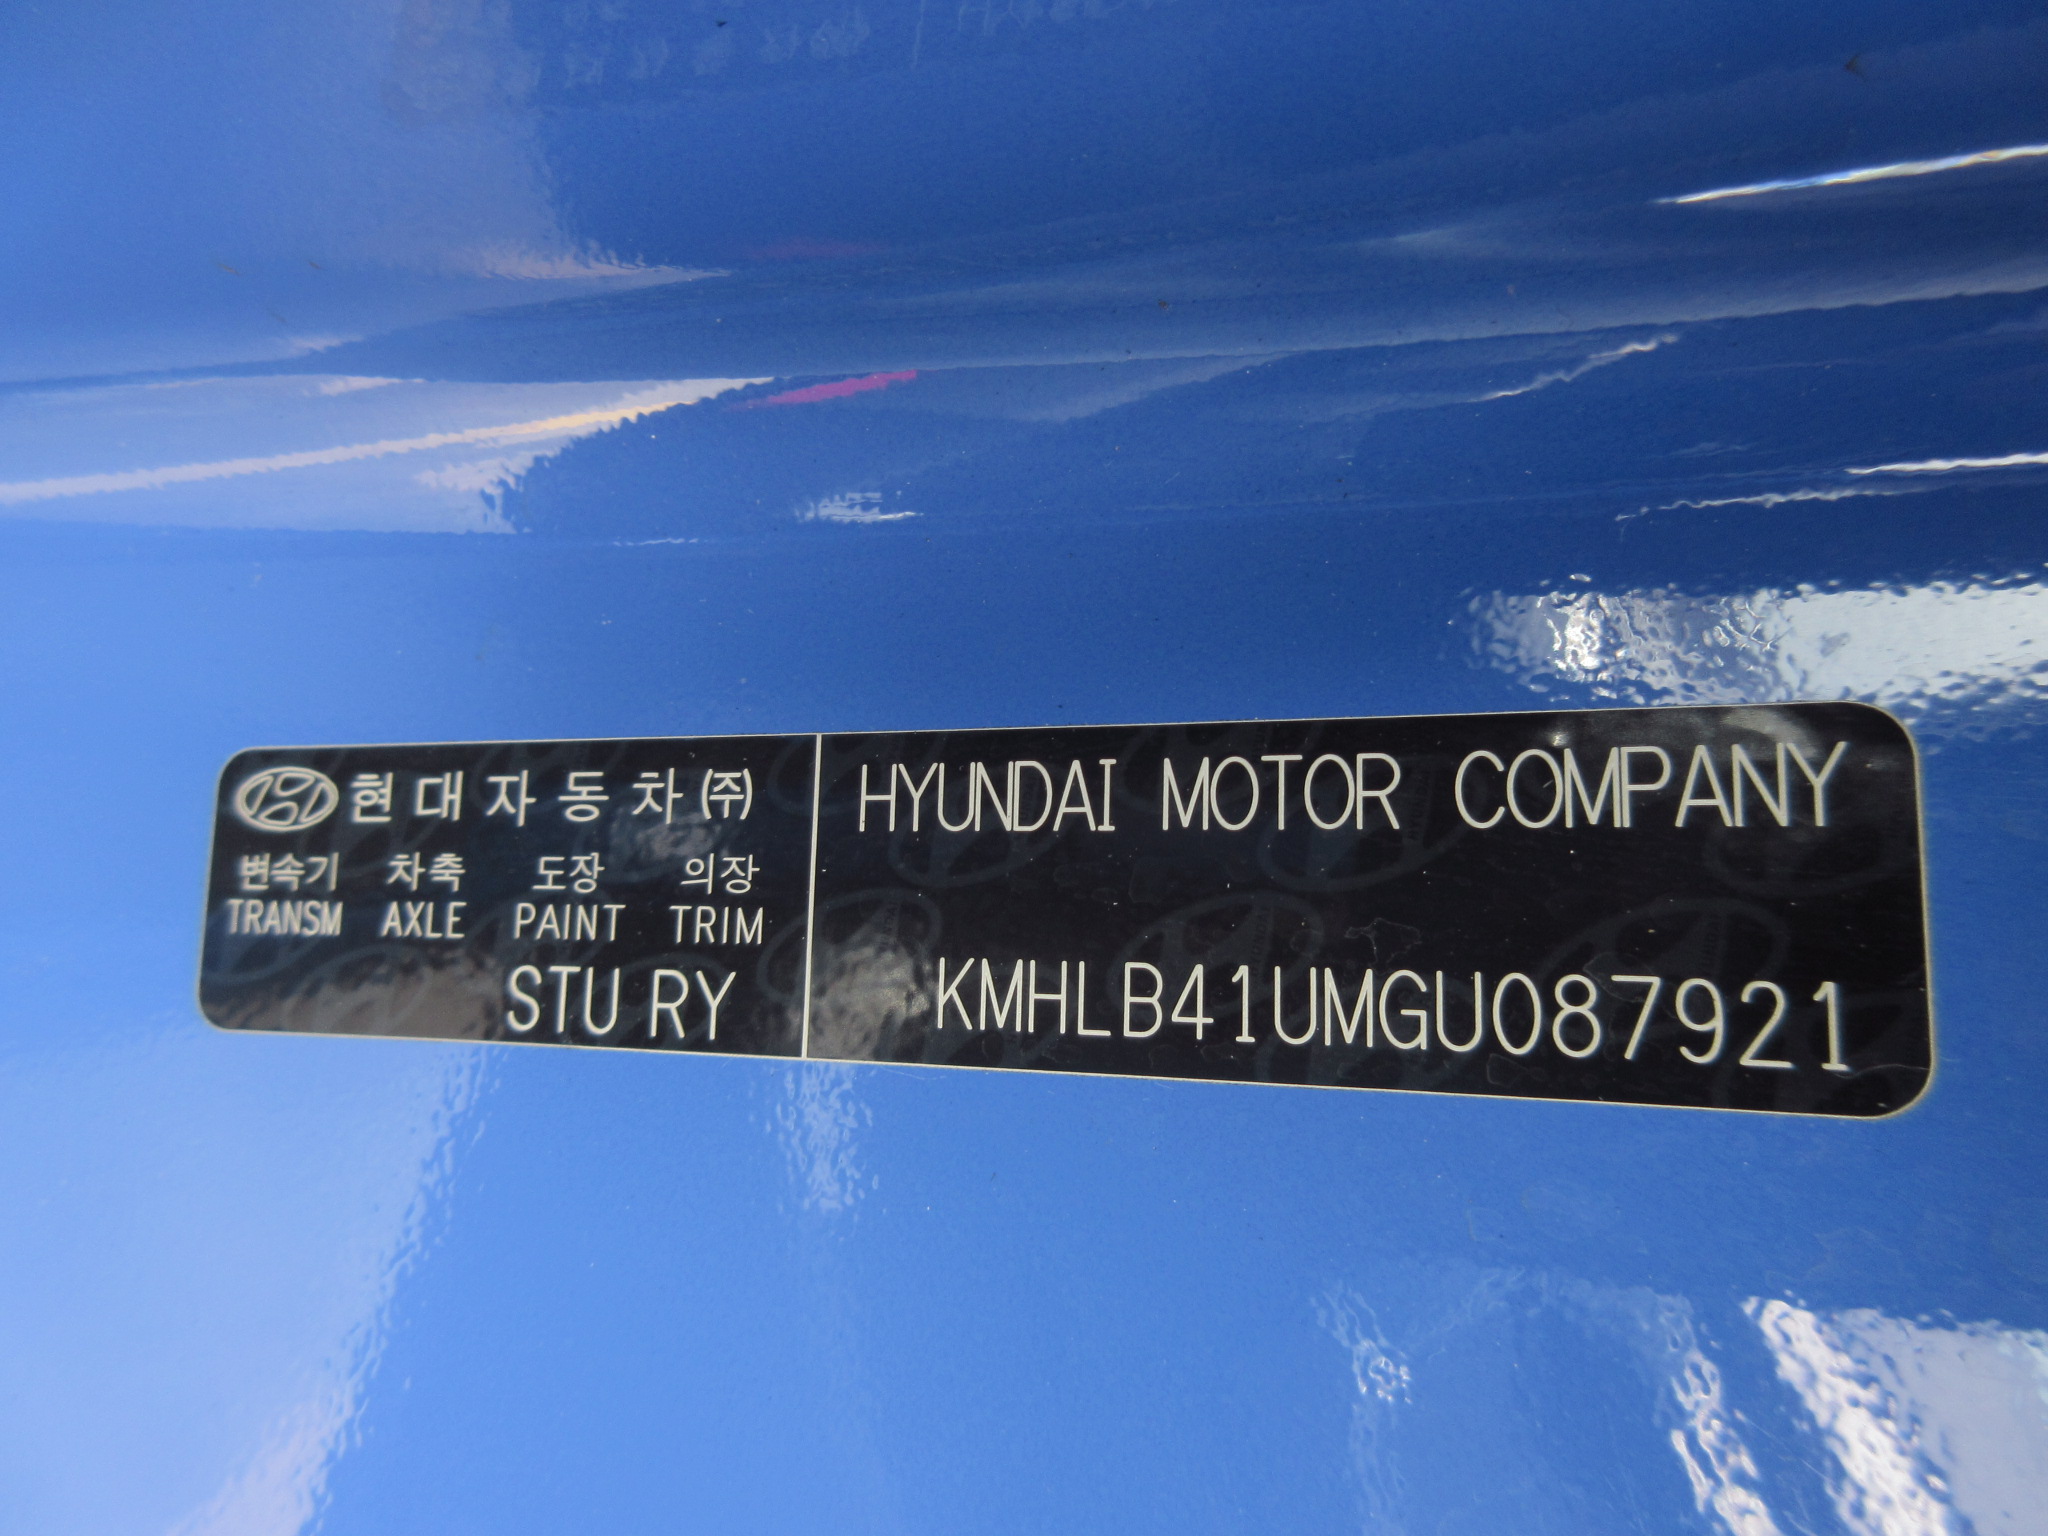 현대자동차㈜
변속기 차축 도장 의장
TRANSM AXLE PAINT TRIM
STU RY
HYUNDAI MOTOR COMPANY
KMHLB41UMGU087921